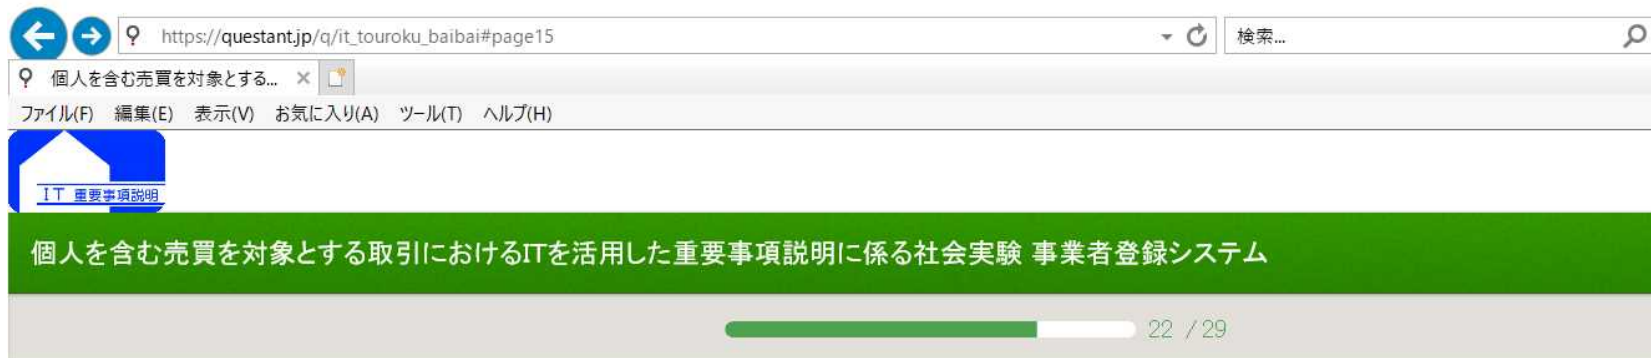 https://questant.jp/q/it_touroku_baibai#page15
検索...
個人を含む売買を対象とする...
ファイル(F) 編集(E) 表示(V) お気に入り(A) ツール(T) ヘルプ(H)
IT 重要事項説明
個人を含む売買を対象とする取引におけるITを活用した重要事項説明に係る社会実験 事業者登録システム
22 / 29